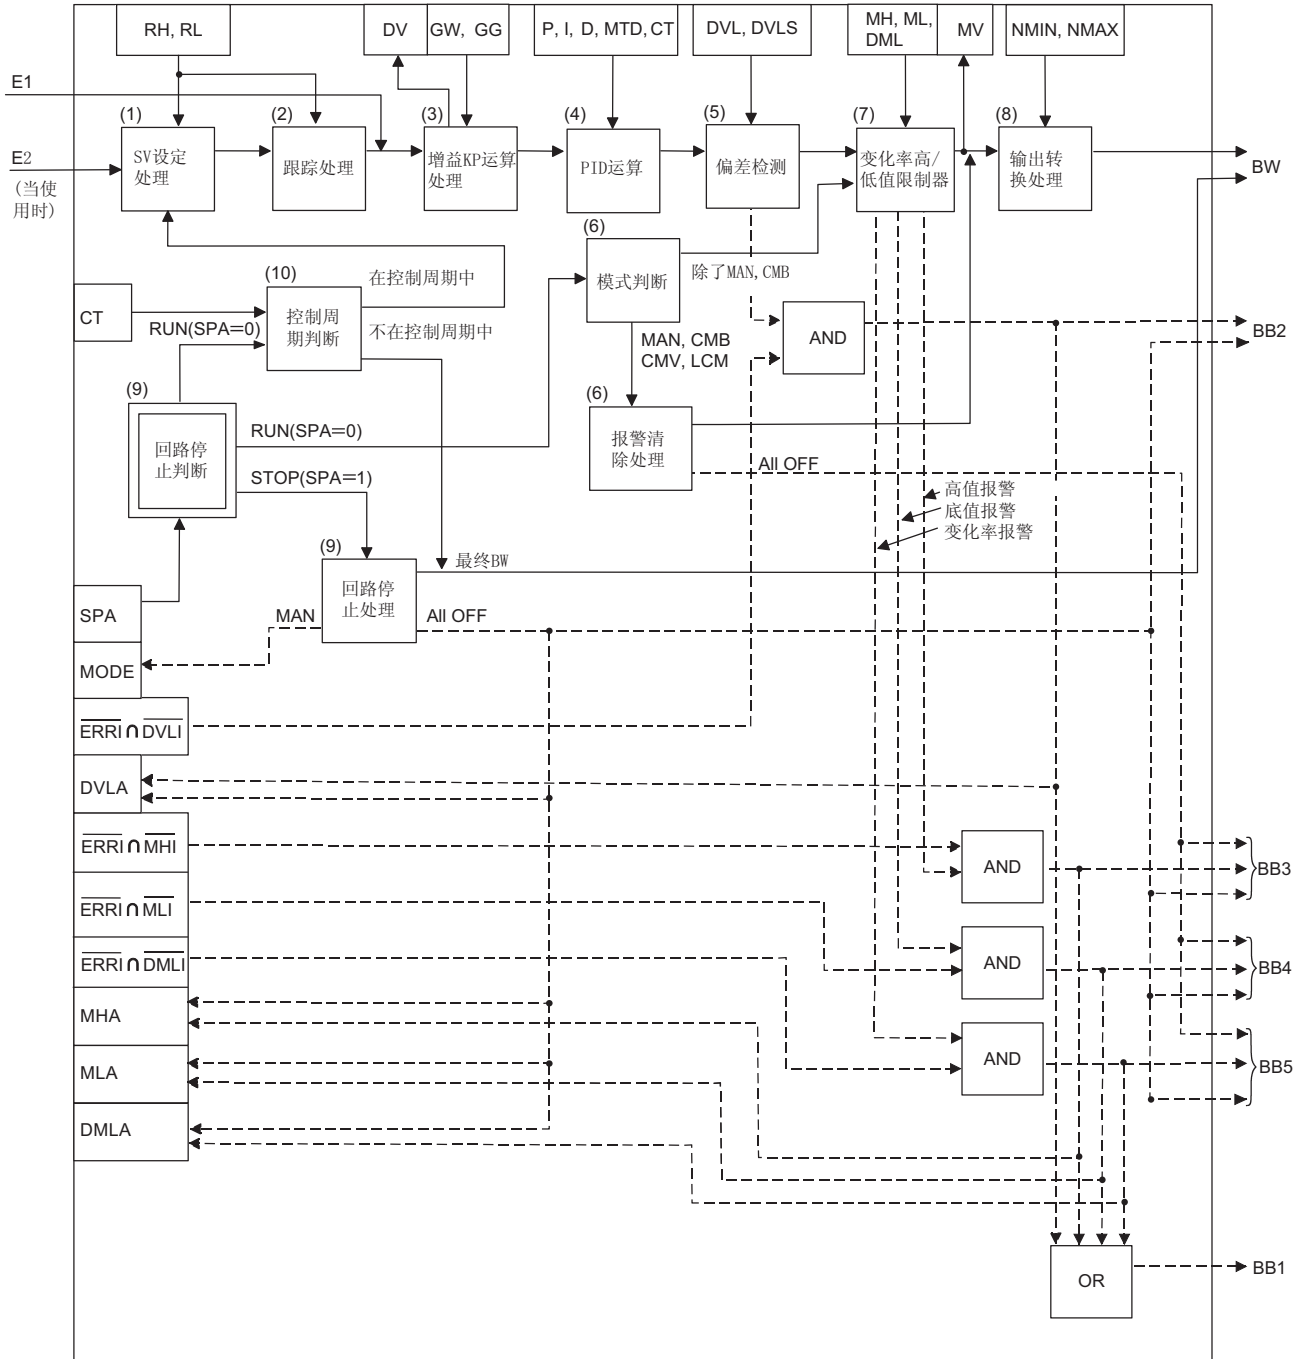 RH, RL
DV
GW, GG
P, I, D, MTD, CT
DVL, DVLS
MH, ML,
DML
MV
NMIN, NMAX
E1
(1)
(2)
(3)
(4)
(5)
(7)
(8)
E2
(当使
用时)
SV设定
处理
跟踪处理
增益KP运算
处理
PID运算
偏差检测
变化率高/
低值限制器
输出转
换处理
BW
(6)
模式判断
除了MAN, CMB
(10)
控制周
期判断
在控制周期中
不在控制周期中
CT
RUN(SPA=0)
AND
BB2
MAN, CMB
CMV, LCM
(9)
回路停
止判断
RUN(SPA=0)
STOP(SPA=1)
(6)
报警清
除处理
All OFF
高值报警
底值报警
变化率报警
(9)
回路停
止处理
最终BW
SPA
MAN
All OFF
MODE
ERRI∩DVLI
DVLA
ERRI∩MHI
AND
BB3
ERRI∩MLI
AND
BB4
ERRI∩DMLI
MHA
AND
BB5
MLA
DMLA
OR
BB1